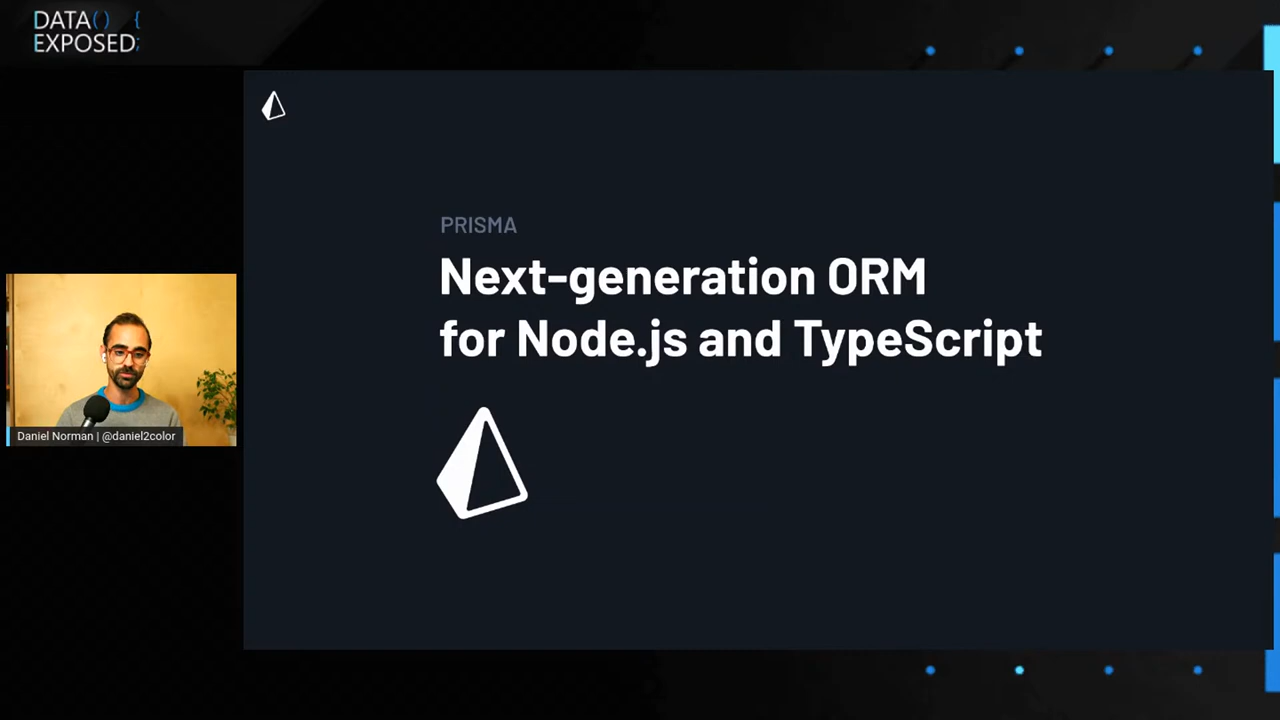 DATA() {
EXPOSED;
PRISMA
Next-generation ORM
for Node.js and TypeScript
Daniel Norman | @daniel2color